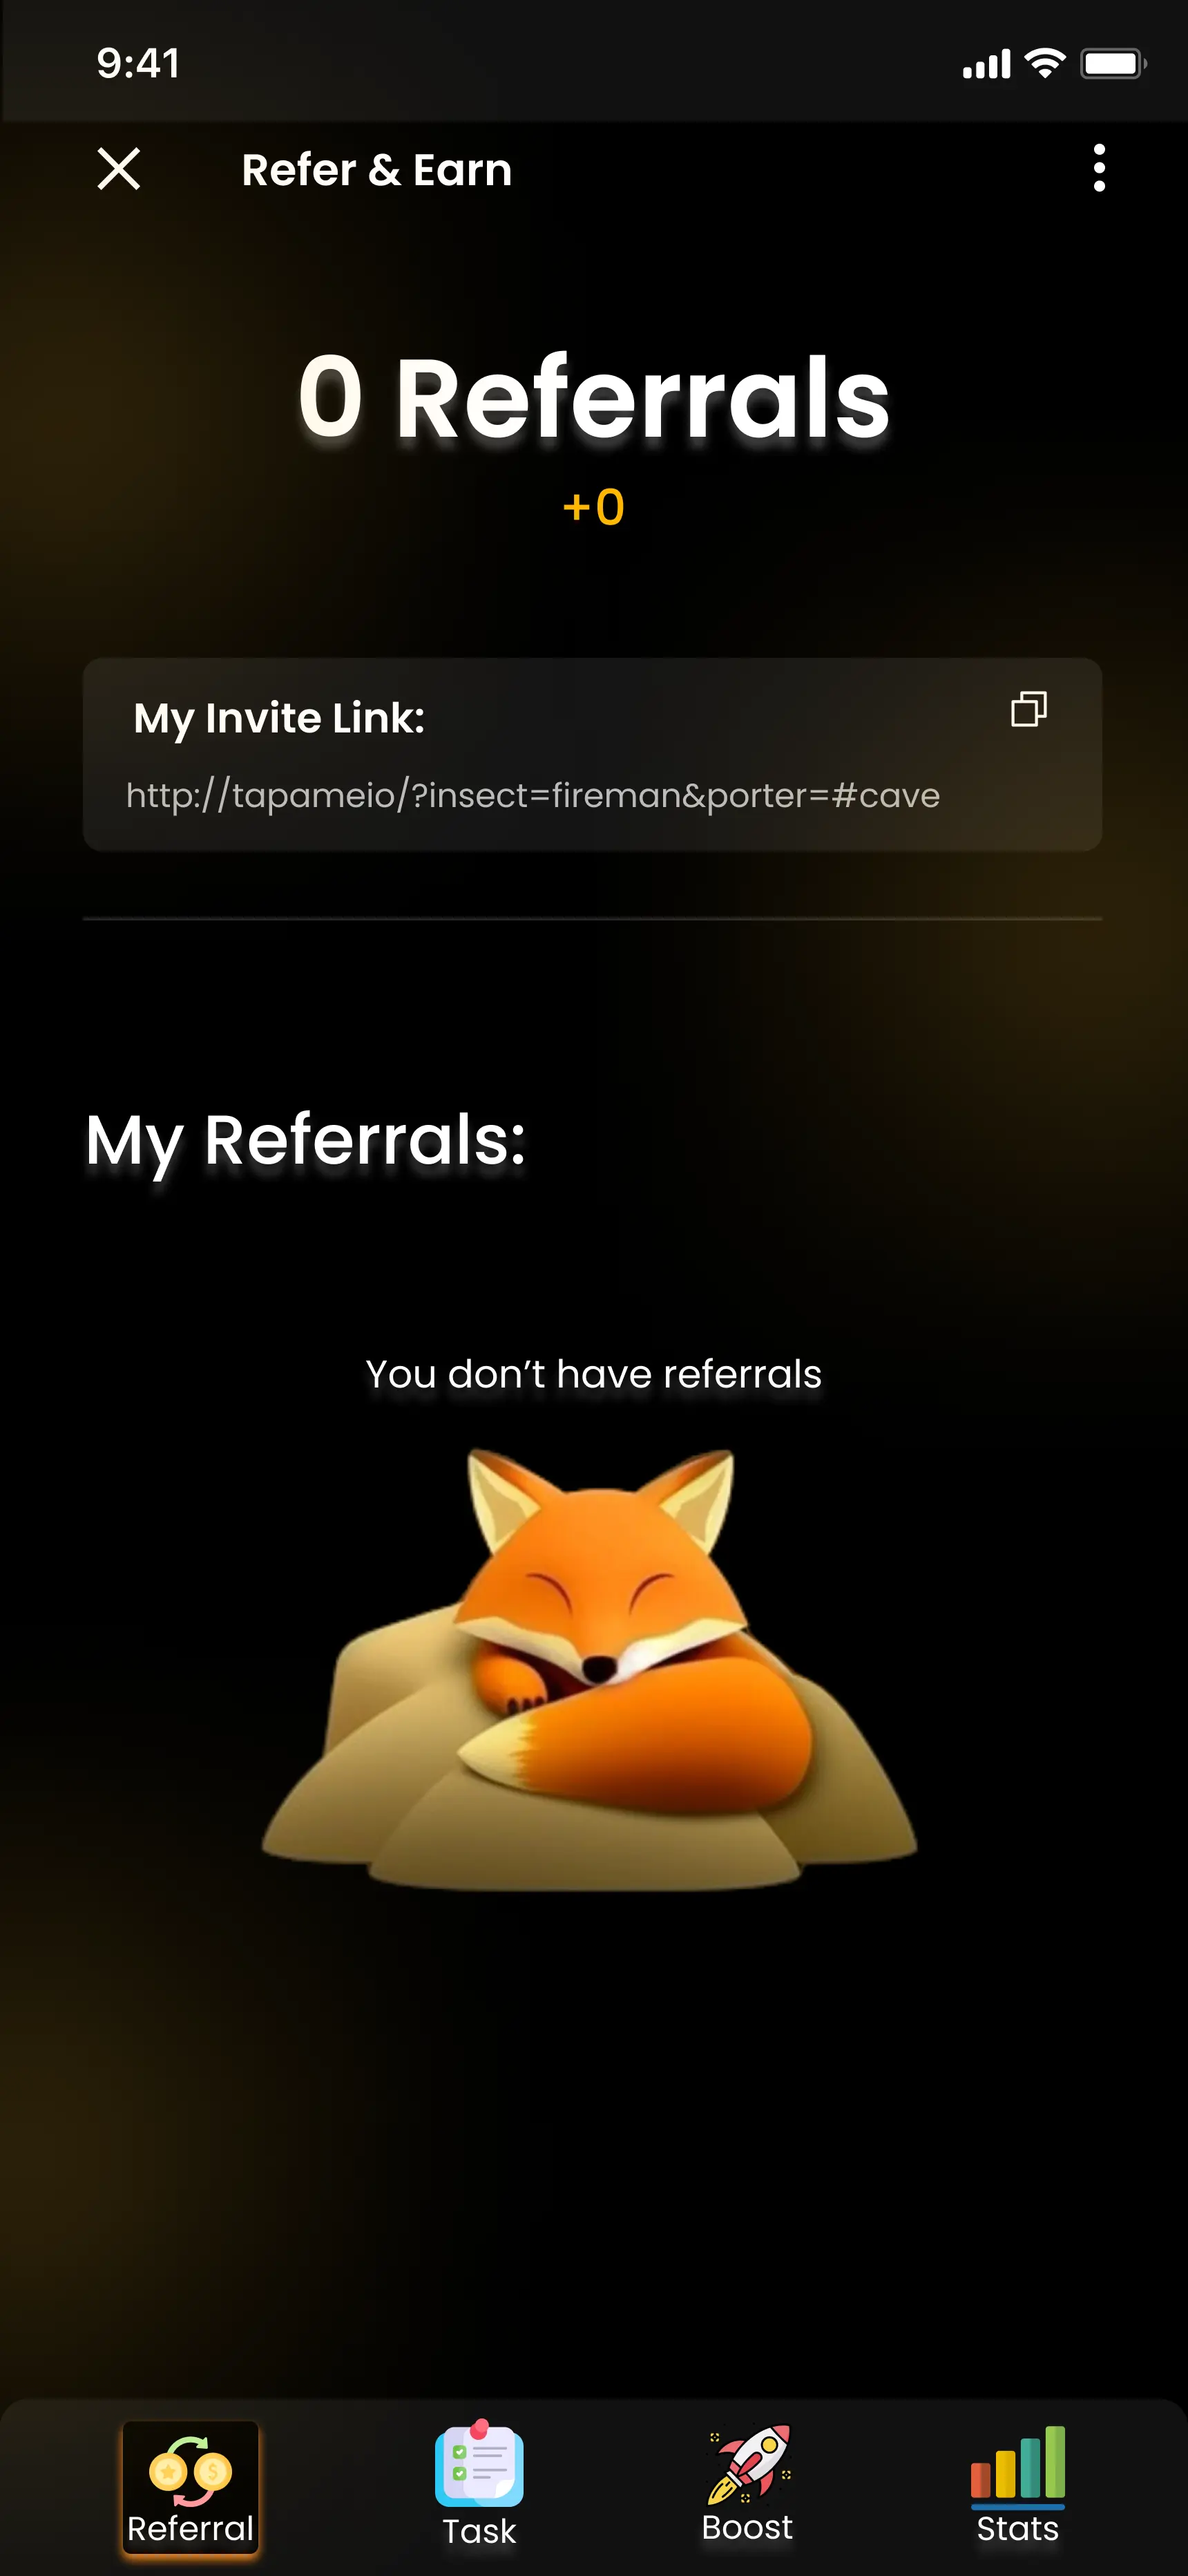 9:41
Refer & Earn
0 Referrals
+0
My Invite Link:
http://tapameio/?insect=fireman&porter=#cave
My Referrals:
You don’t have referrals
Referral
Task
Boost
Stats